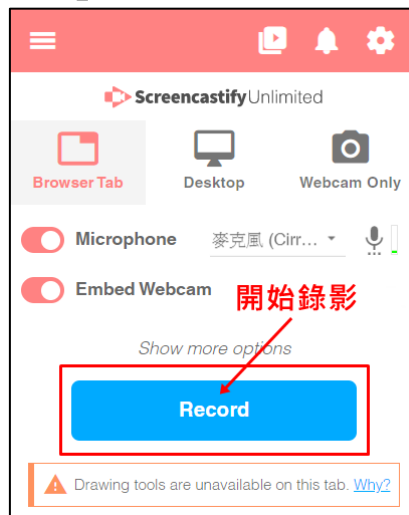 Screencastify Unlimited
Browser Tab
Desktop
Webcam Only
Microphone
麥克風 (Cirr...
Embed Webcam
開始錄影
Show more options
Record
Drawing tools are unavailable on this tab. Why?